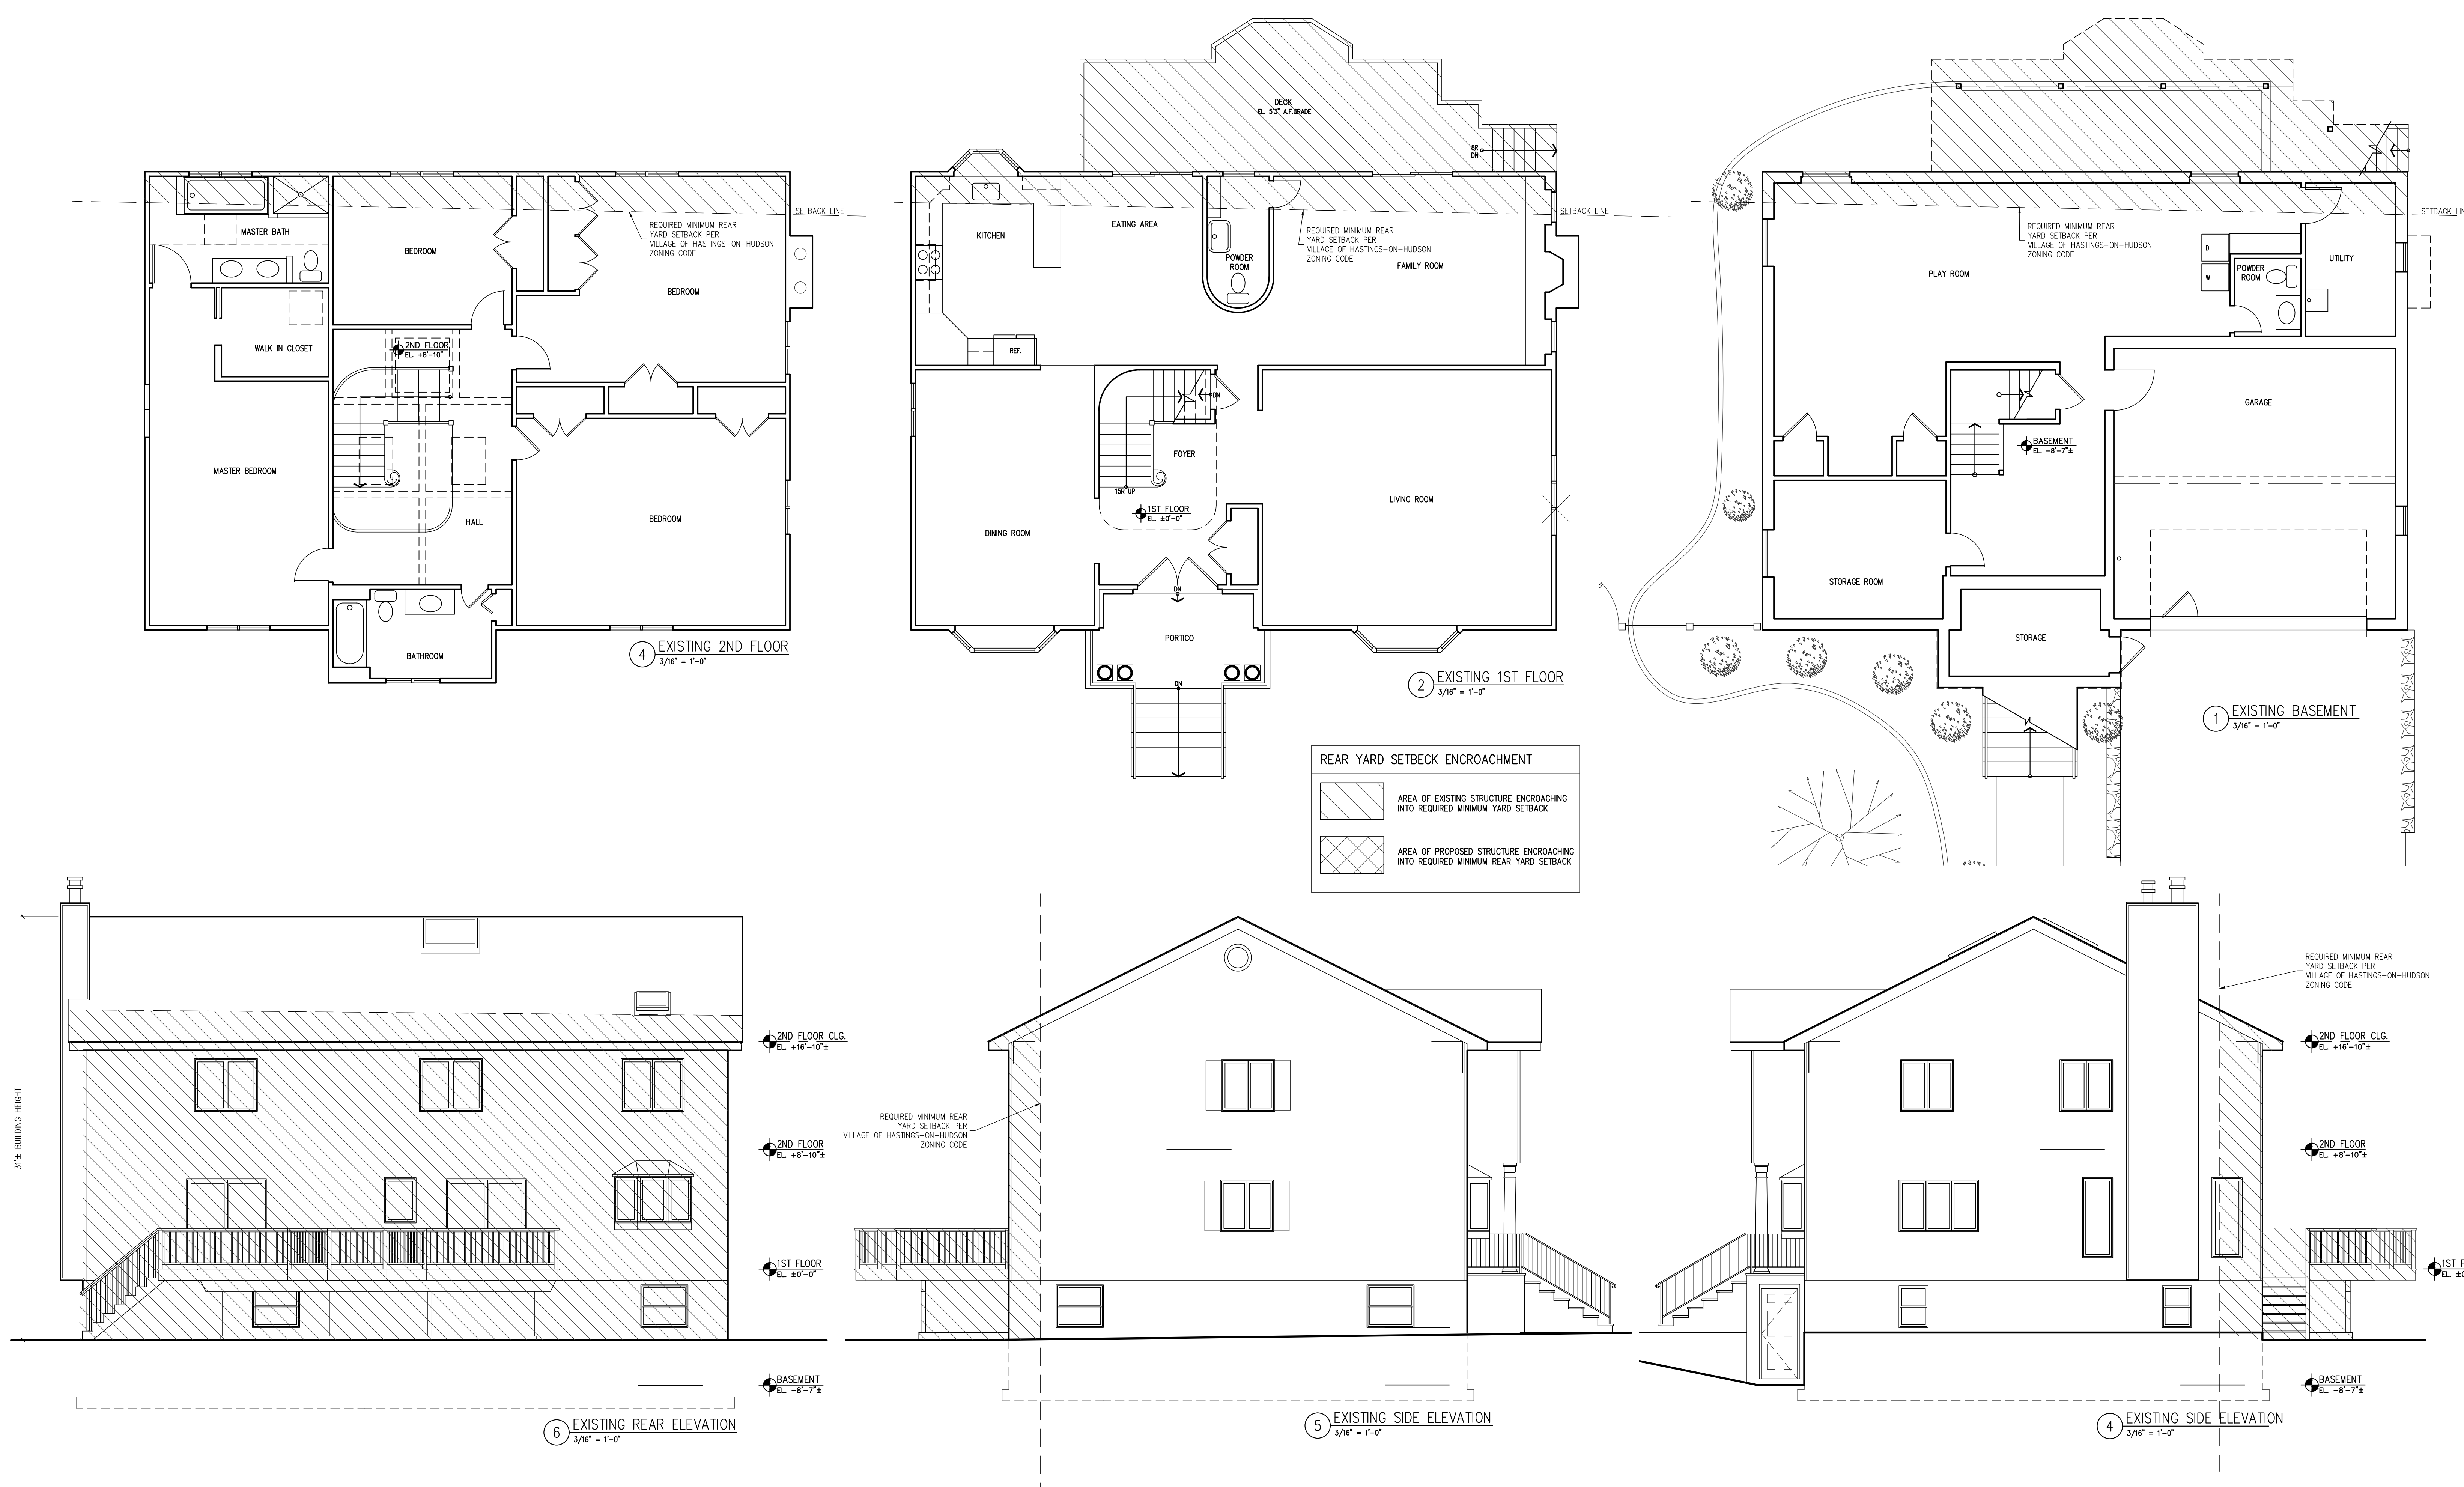 MASTER BATH
BEDROOM
REQUIRED MINIMUM REAR
YARD SETBACK PER
VILLAGE OF HASTINGS-ON-HUDSON
ZONING CODE
SETBACK LINE
BEDROOM
WALK IN CLOSET
2ND FLOOR
EL. +8'-10"
MASTER BEDROOM
HALL
BEDROOM
BATHROOM
4 EXISTING 2ND FLOOR
3/16" = 1'-0"
DECK
EL. 5'3" A.F.GRADE
8R
DN
KITCHEN
EATING AREA
POWDER
ROOM
REQUIRED MINIMUM REAR
YARD SETBACK PER
VILLAGE OF HASTINGS-ON-HUDSON
ZONING CODE
FAMILY ROOM
SETBACK LINE
REF.
DN
FOYER
15R UP
1ST FLOOR
EL. ±0'-0"
DINING ROOM
LIVING ROOM
DN
PORTICO
DN
2 EXISTING 1ST FLOOR
3/16" = 1'-0"
REQUIRED MINIMUM REAR
YARD SETBACK PER
VILLAGE OF HASTINGS-ON-HUDSON
ZONING CODE
SETBACK LIN
PLAY ROOM
D
W
POWDER
ROOM
UTILITY
GARAGE
BASEMENT
EL. -8'-7"±
STORAGE ROOM
STORAGE
1 EXISTING BASEMENT
3/16" = 1'-0"
REAR YARD SETBECK ENCROACHMENT
AREA OF EXISTING STRUCTURE ENCROACHING
INTO REQUIRED MINIMUM YARD SETBACK
AREA OF PROPOSED STRUCTURE ENCROACHING
INTO REQUIRED MINIMUM REAR YARD SETBACK
31'± BUILDING HEIGHT
2ND FLOOR CLG.
EL. +16'-10"±
2ND FLOOR
EL. +8'-10"±
1ST FLOOR
EL. ±0'-0"
BASEMENT
EL. -8'-7"±
6 EXISTING REAR ELEVATION
3/16" = 1'-0"
REQUIRED MINIMUM REAR
YARD SETBACK PER
VILLAGE OF HASTINGS-ON-HUDSON
ZONING CODE
5 EXISTING SIDE ELEVATION
3/16" = 1'-0"
REQUIRED MINIMUM REAR
YARD SETBACK PER
VILLAGE OF HASTINGS-ON-HUDSON
ZONING CODE
2ND FLOOR CLG.
EL. +16'-10"±
2ND FLOOR
EL. +8'-10"±
1ST F
EL. ±0
BASEMENT
EL. -8'-7"±
4 EXISTING SIDE ELEVATION
3/16" = 1'-0"